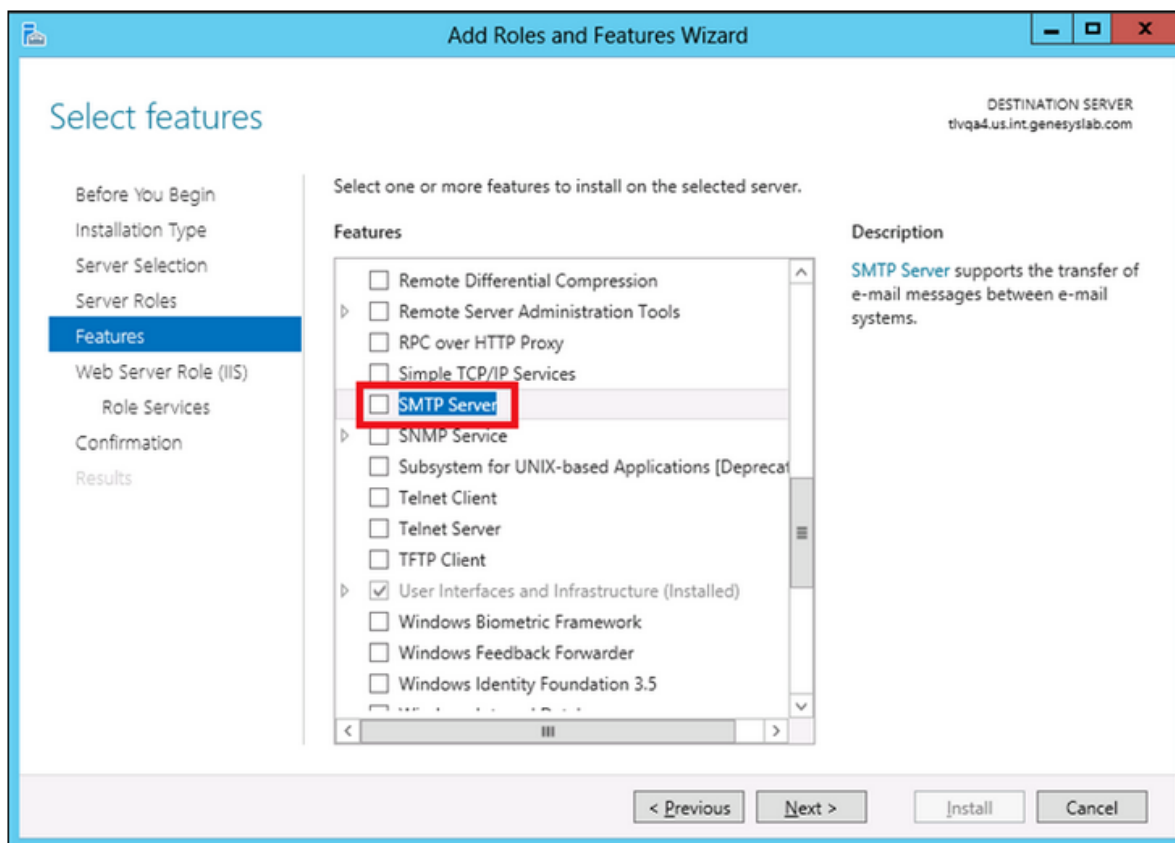 Add Roles and Features Wizard
Select features
DESTINATION SERVER
tlvqa4.us.int.genesyslab.com
Before You Begin
Installation Type
Server Selection
Server Roles
Features
Web Server Role (IIS)
Role Services
Confirmation
Results
Select one or more features to install on the selected server.
Features
Remote Differential Compression
Remote Server Administration Tools
RPC over HTTP Proxy
Simple TCP/IP Services
SMTP Server
SNMP Service
Subsystem for UNIX-based Applications [Deprecat
Telnet Client
Telnet Server
TFTP Client
User Interfaces and Infrastructure (Installed)
Windows Biometric Framework
Windows Feedback Forwarder
Windows Identity Foundation 3.5
Description
SMTP Server supports the transfer of
e-mail messages between e-mail
systems.
< Previous
Next >
Install
Cancel